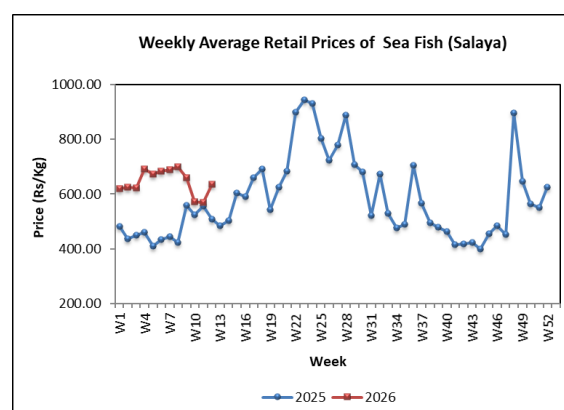 Weekly Average Retail Prices of  Sea Fish (Salaya)
Price (Rs/Kg)
1000.00
800.00
600.00
400.00
200.00
W1 W4 W7 W10 W13 W16 W19 W22 W25 W28 W31 W34 W37 W40 W43 W46 W49 W52
Week
2025 2026